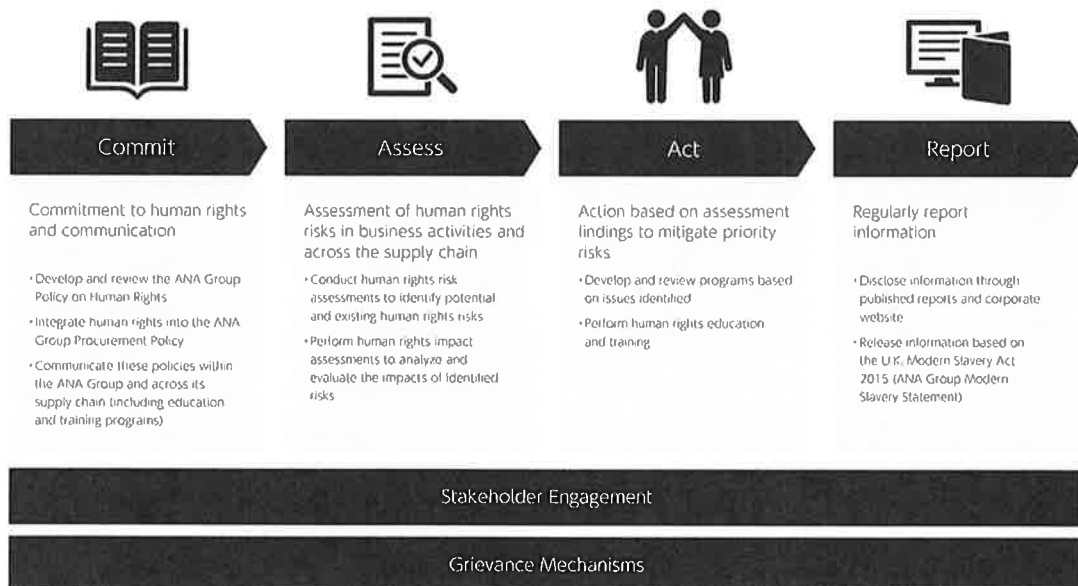 Commit
Assess
Act
Report
Commitment to human rights
and communication
• Develop and review the ANA Group
Policy on Human Rights
• Integrate human rights into the ANA
Group Procurement Policy
• Communicate these policies within
the ANA Group and across its
supply chain (including education
and training programs)
Assessment of human rights
risks in business activities and
across the supply chain
• Conduct human rights risk
assessments to identify potential
and existing human rights risks
• Perform human rights impact
assessments to analyze and
evaluate the impacts of identified
risks
Action based on assessment
findings to mitigate priority
risks
• Develop and review programs based
on issues identified
• Perform human rights education
and training
Regularly report
information
• Disclose information through
published reports and corporate
website
• Release information based on
the U.K. Modern Slavery Act
2015 (ANA Group Modern
Slavery Statement)
Stakeholder Engagement
Grievance Mechanisms